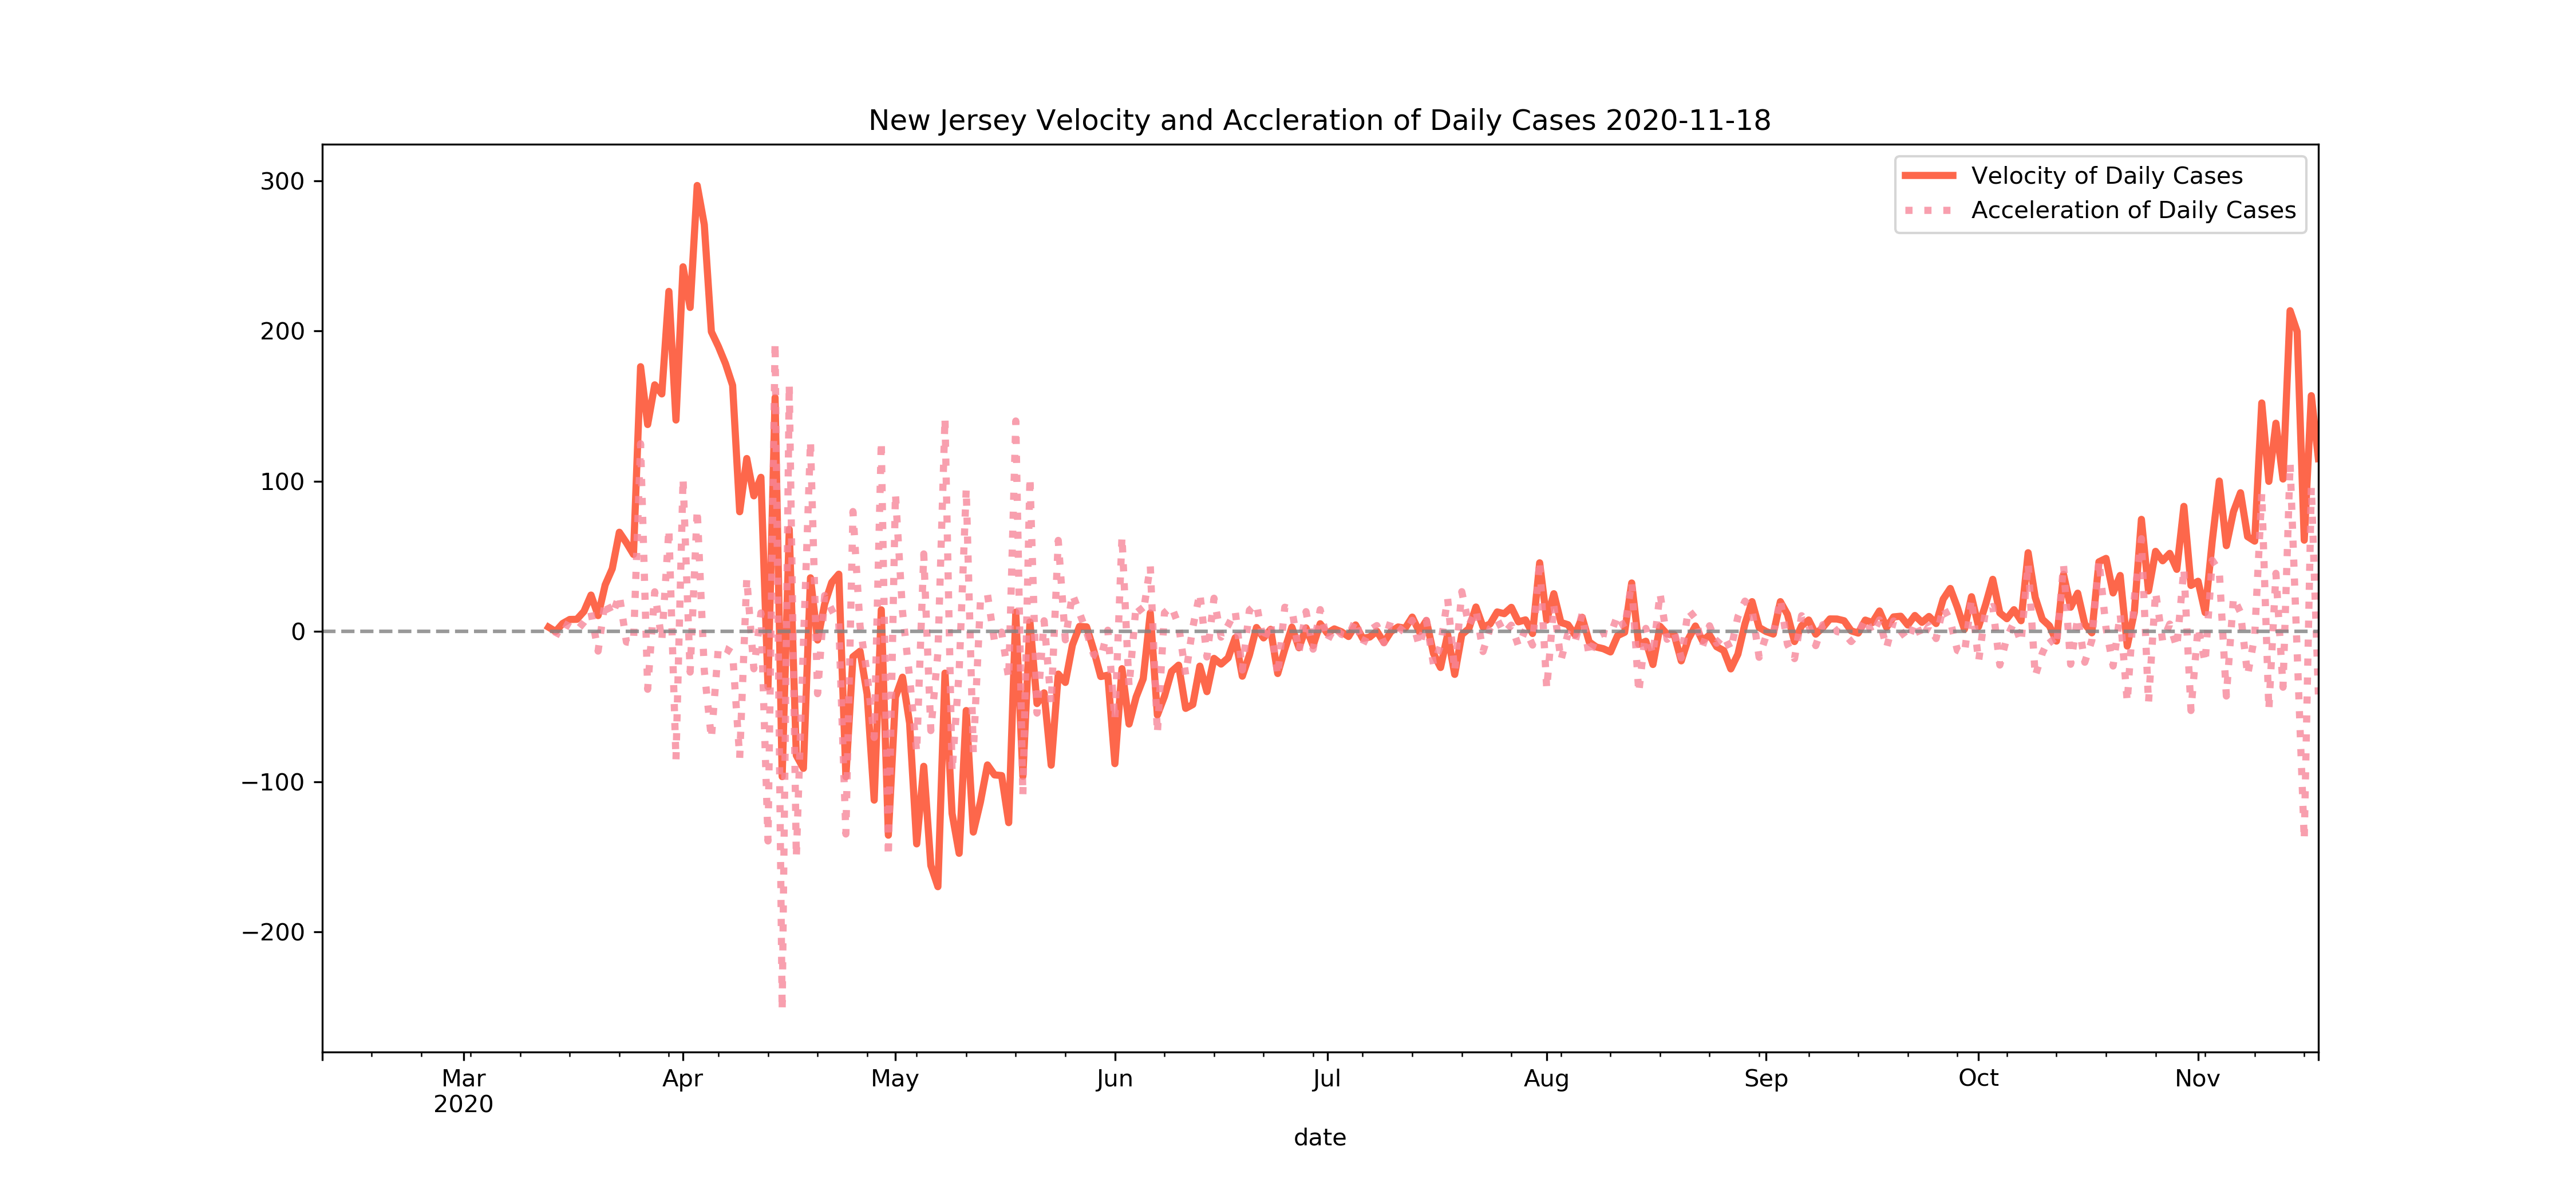 New Jersey Velocity and Accleration of Daily Cases 2020-11-18
Velocity of Daily Cases
Acceleration of Daily Cases
300
200
100
0
−100
−200
Mar Apr May Jun Jul Aug Sep Oct Nov
2020
date